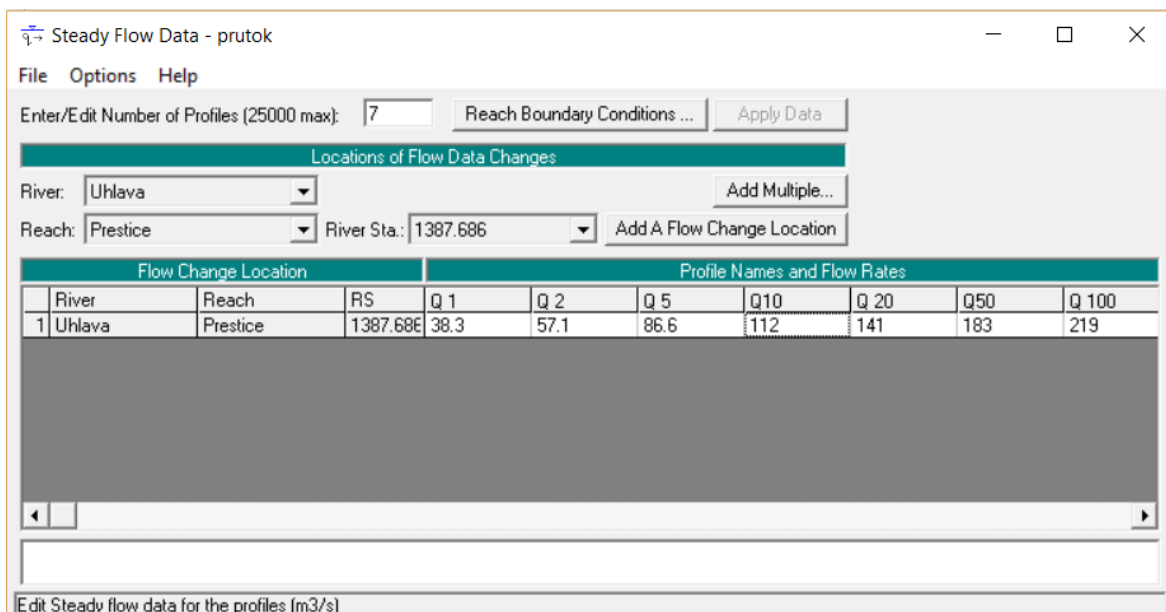 Steady Flow Data - prutok
File Options Help
Enter/Edit Number of Profiles (25000 max): 7 Reach Boundary Conditions ... Apply Data
Locations of Flow Data Changes
River: Uhlava Add Multiple...
Reach: Prestice River Sta.: 1387.686 Add A Flow Change Location
Flow Change Location Profile Names and Flow Rates
River Reach RS Q 1 Q 2 Q 5 Q10 Q 20 Q50 Q 100
1 Uhlava Prestice 1387.686 38.3 57.1 86.6 112 141 183 219
Edit Steady flow data for the profiles (m3/s)